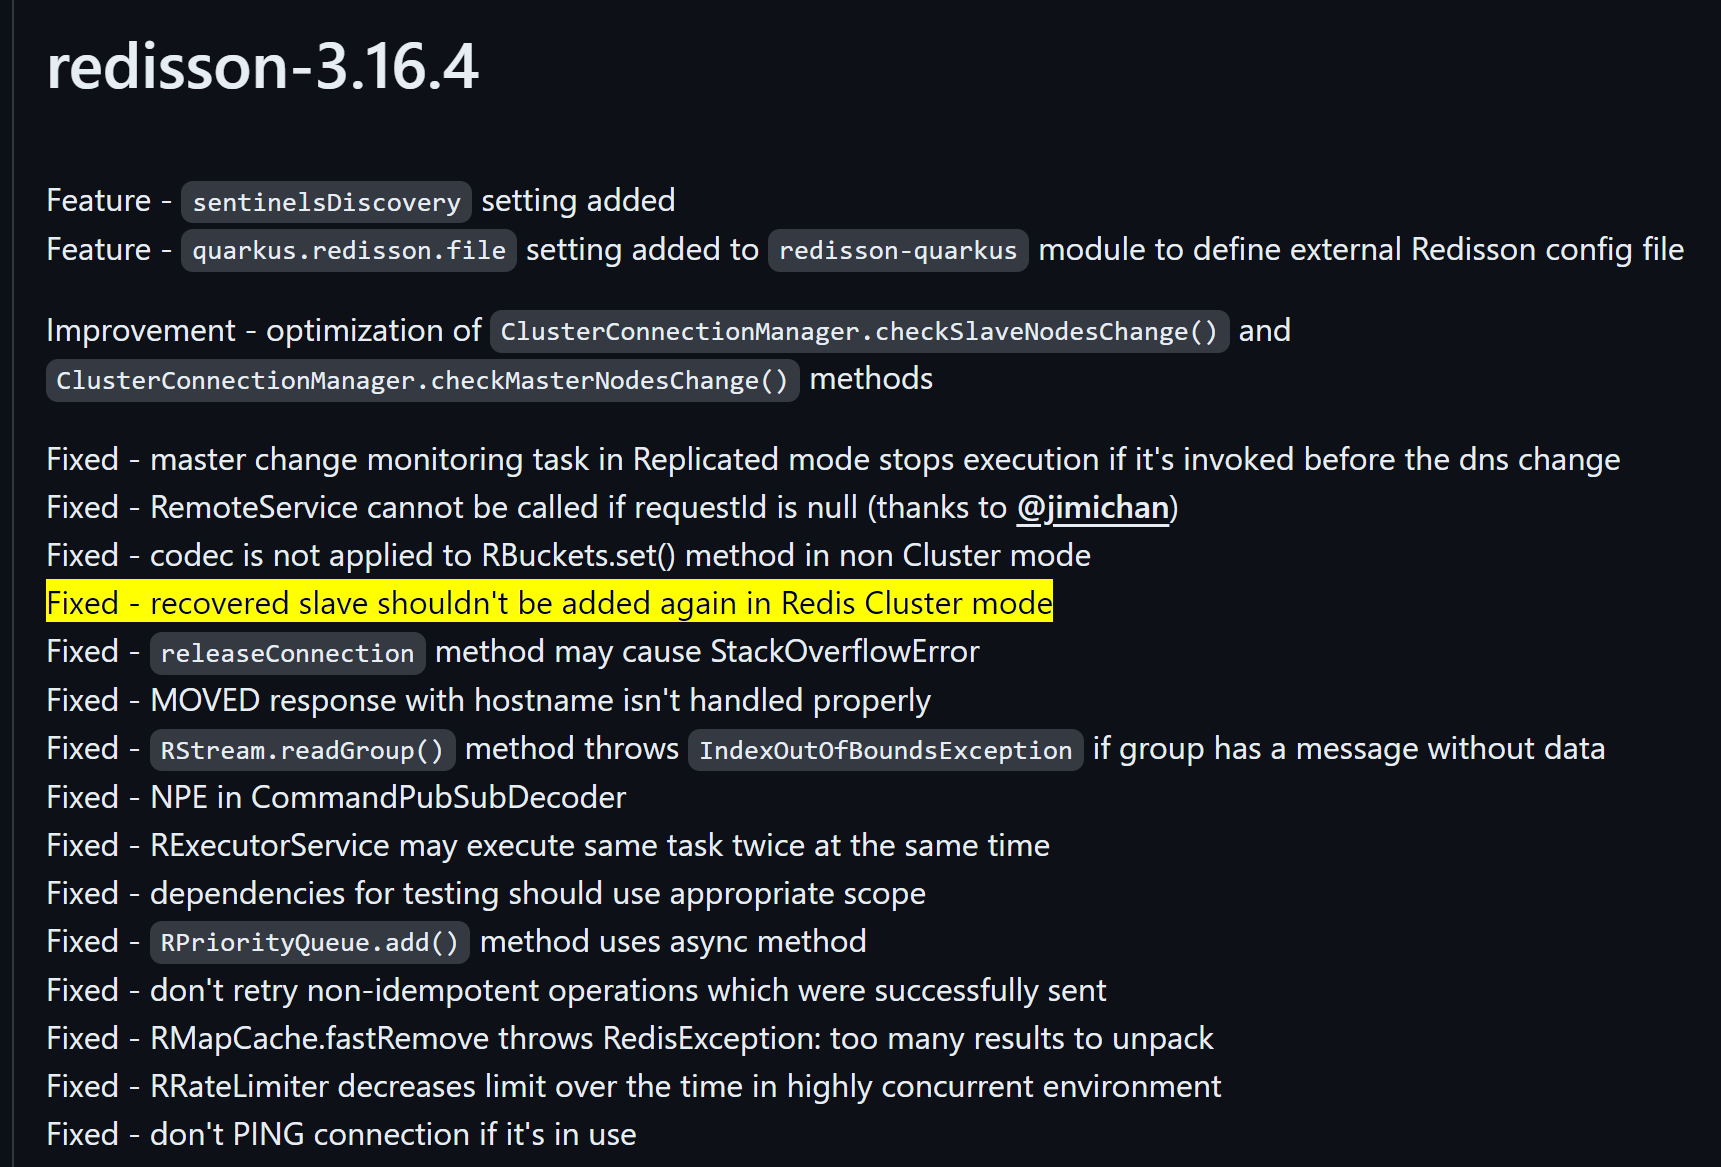 redisson-3.16.4
Feature - sentinelsDiscovery setting added
Feature - quarkus.redisson.file setting added to redisson-quarkus module to define external Redisson config file
Improvement - optimization of ClusterConnectionManager.checkSlaveNodesChange() and
ClusterConnectionManager.checkMasterNodesChange() methods
Fixed - master change monitoring task in Replicated mode stops execution if it's invoked before the dns change
Fixed - RemoteService cannot be called if requestId is null (thanks to @jimichan)
Fixed - codec is not applied to RBuckets.set() method in non Cluster mode
Fixed - recovered slave shouldn't be added again in Redis Cluster mode
Fixed - releaseConnection method may cause StackOverflowError
Fixed - MOVED response with hostname isn't handled properly
Fixed - RStream.readGroup() method throws IndexOutOfBoundsException if group has a message without data
Fixed - NPE in CommandPubSubDecoder
Fixed - RExecutorService may execute same task twice at the same time
Fixed - dependencies for testing should use appropriate scope
Fixed - RPriorityQueue.add() method uses async method
Fixed - don't retry non-idempotent operations which were successfully sent
Fixed - RMapCache.fastRemove throws RedisException: too many results to unpack
Fixed - RRateLimiter decreases limit over the time in highly concurrent environment
Fixed - don't PING connection if it's in use